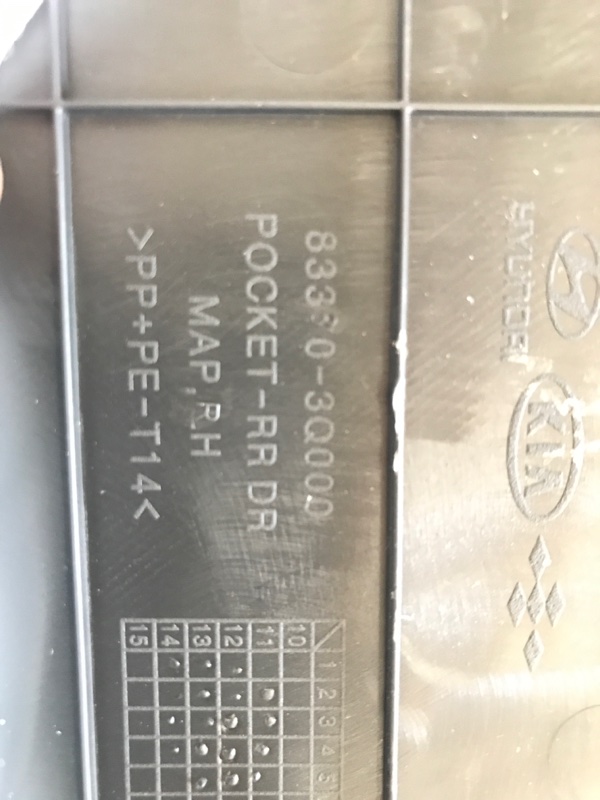 HYUNDAI KIA
POCKET-RR DR
MAP,RH
>PP+PE-T14<
1 2 3 4 5
10
11
12
13
14
15